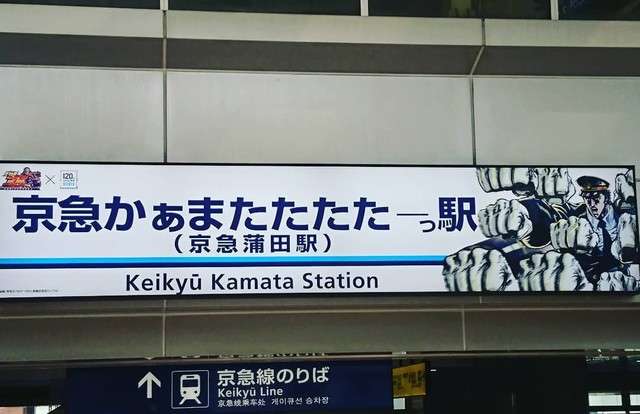 120
京急かぁまたたたたーっ駅
(京急蒲田駅)
Keikyū Kamata Station
京急線のりば
Keikyū Line
京急线乘车处 게이큐선 승차장